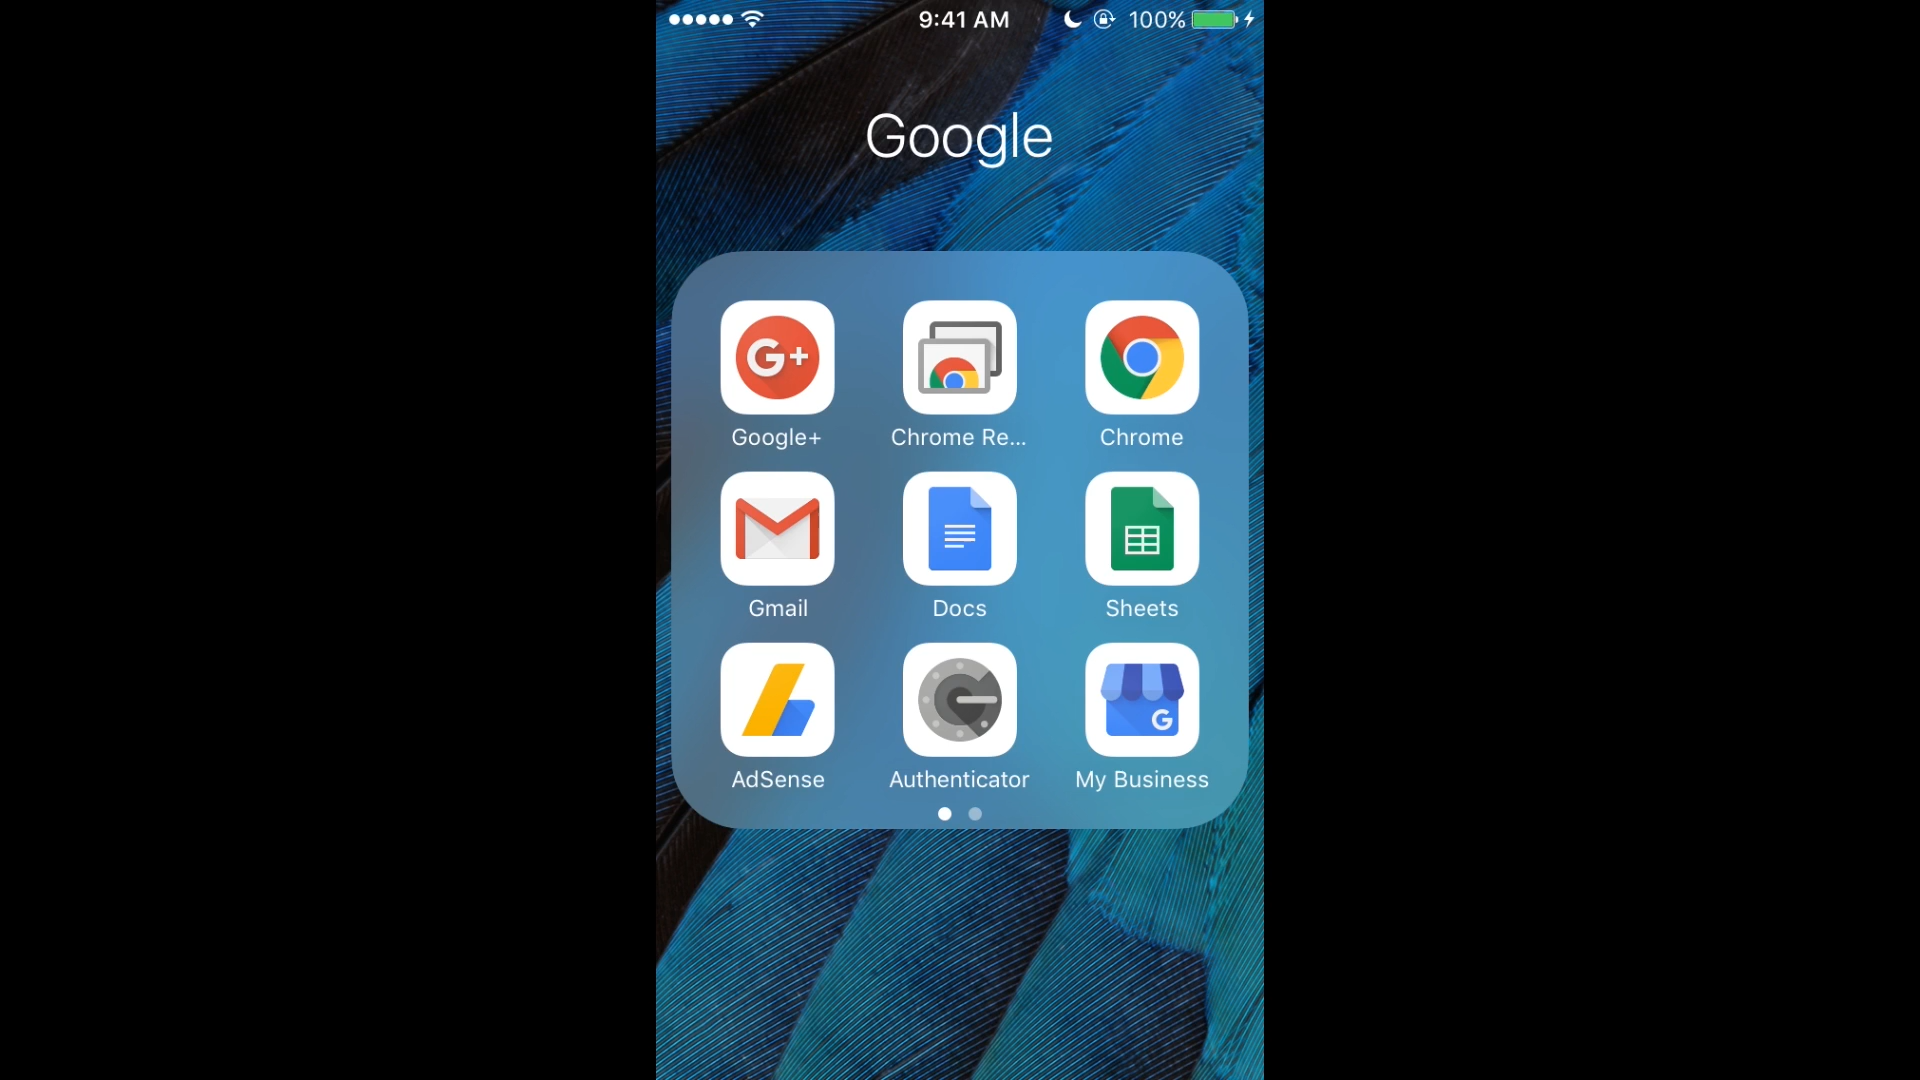 9:41 AM 100%
Google
G+
Google+ Chrome Re... Chrome
Gmail Docs Sheets
G
AdSense Authenticator My Business